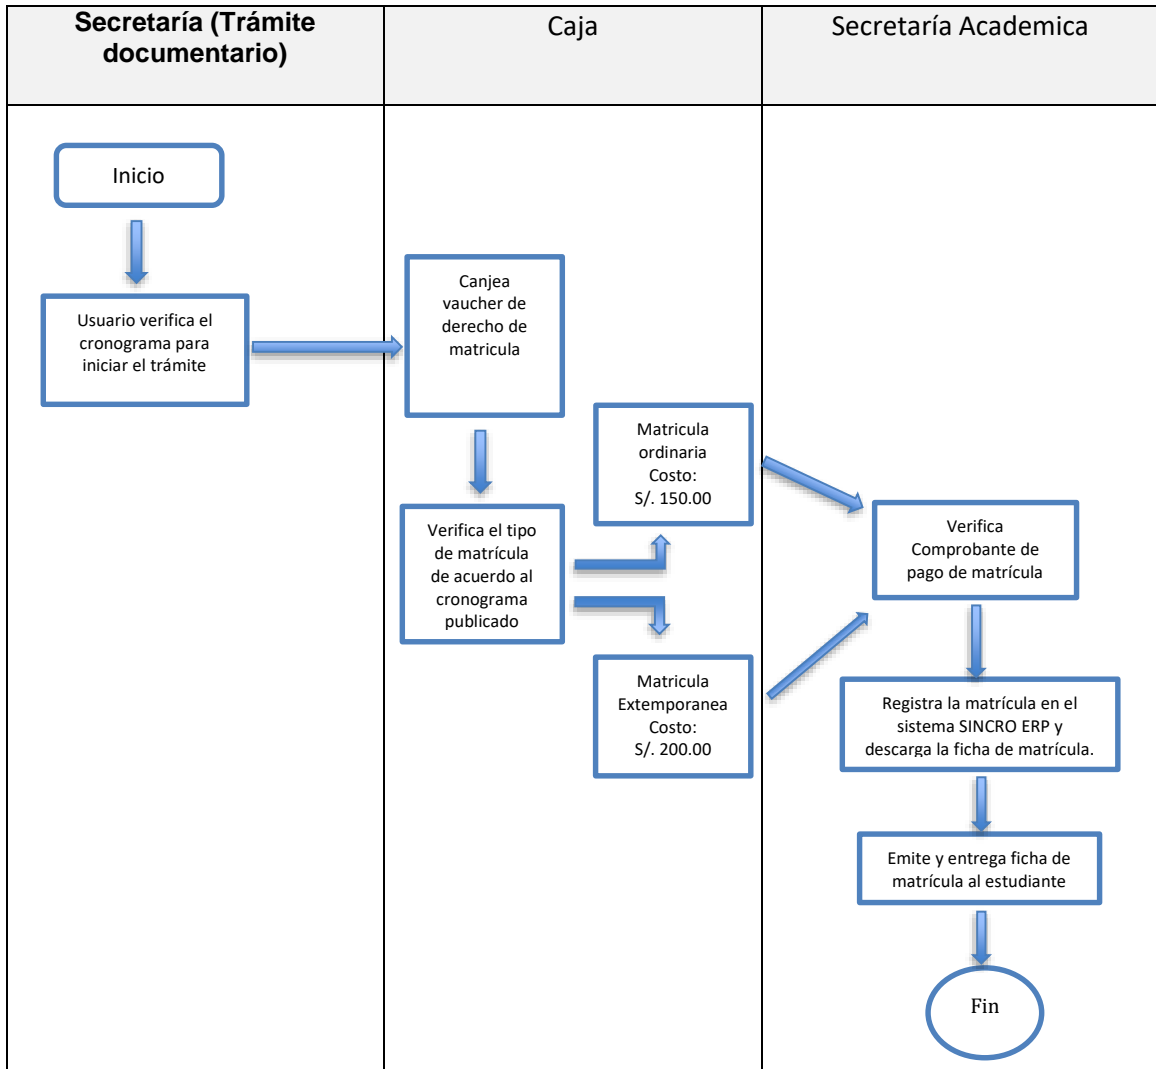 Secretaría (Trámite
documentario)
Caja
Secretaría Academica
Inicio
Usuario verifica el
cronograma para
iniciar el trámite
Canjea
vaucher de
derecho de
matricula
Verifica el tipo
de matrícula
de acuerdo al
cronograma
publicado
Matricula
ordinaria
Costo:
S/. 150.00
Matricula
Extemporanea
Costo:
S/. 200.00
Verifica
Comprobante de
pago de matrícula
Registra la matrícula en el
sistema SINCRO ERP y
descarga la ficha de matrícula.
Emite y entrega ficha de
matrícula al estudiante
Fin